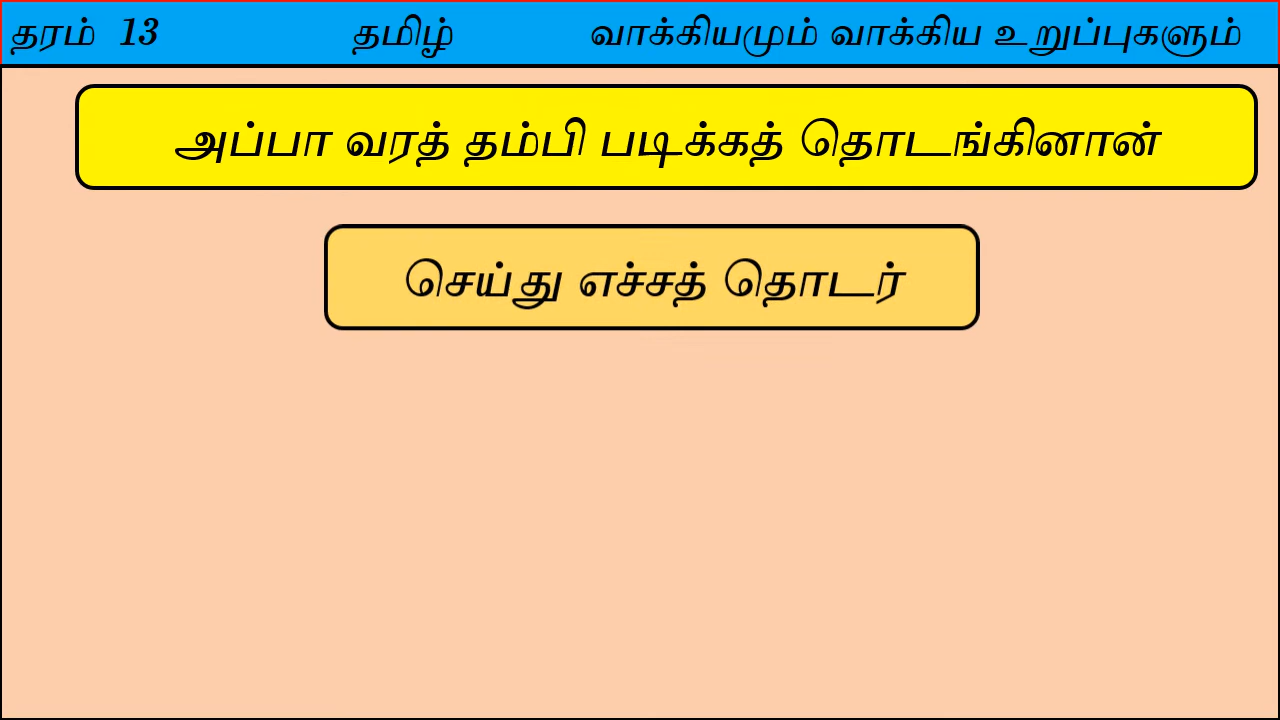 தரம் 13 தமிழ் வாக்கியமும் வாக்கிய உறுப்புகளும்
அப்பா வரத் தம்பி படிக்கத் தொடங்கினான்
செய்து எச்சத் தொடர்